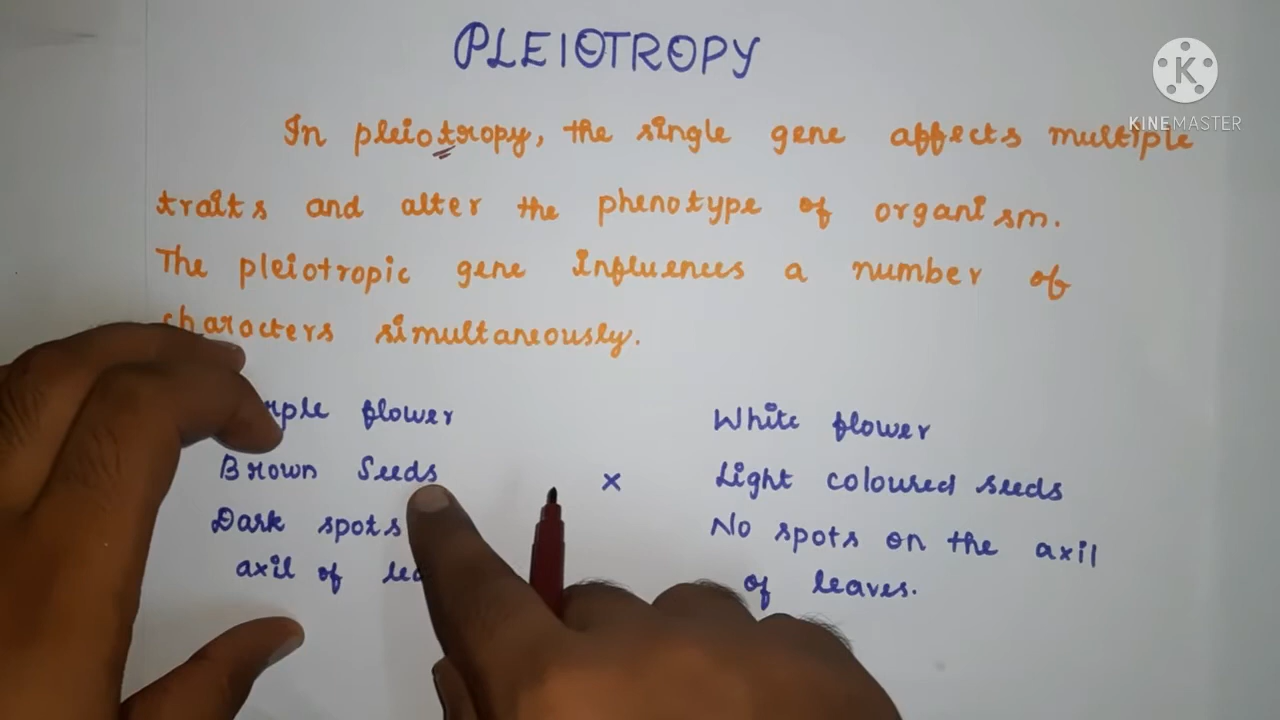 PLEIOTROPY
K
KINEMASTER
In pleiotropy, the single gene affects multiple
traits and alter the phenotype of organism.
The pleiotropic gene influences a number of
characters simultaneously.
flower
Brown Seeds
Dark spots
axil of
×
White flower
Light coloured seeds
No spots on the axil
of leaves.